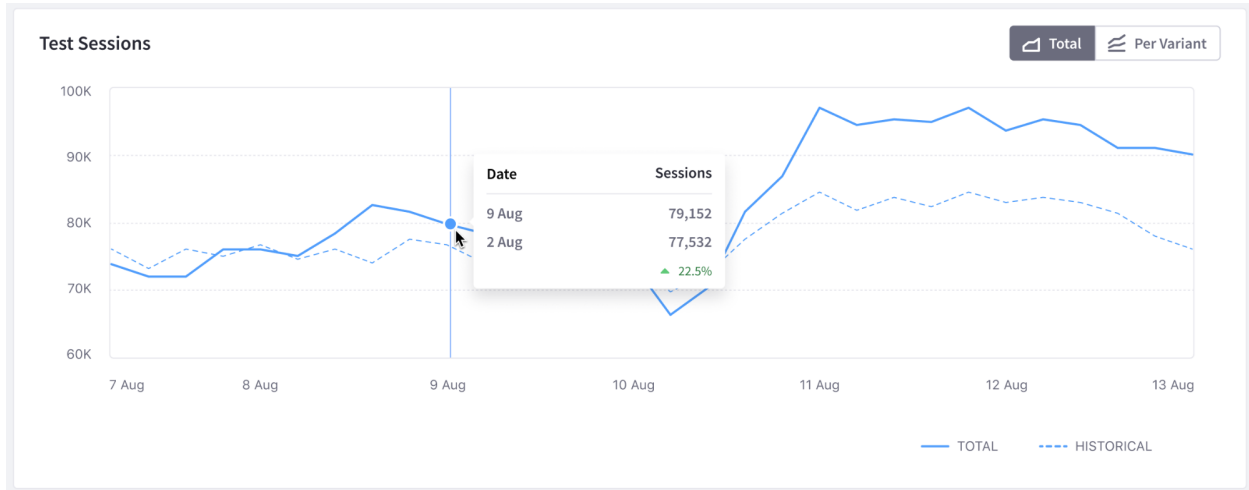 Test Sessions
Total
Per Variant
100K
90K
80K
70K
60K
Date Sessions
9 Aug 79,152
2 Aug 77,532
22.5%
7 Aug 8 Aug 9 Aug 10 Aug 11 Aug 12 Aug 13 Aug
TOTAL HISTORICAL